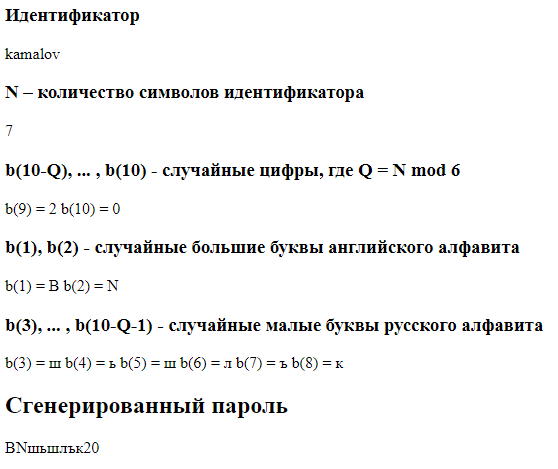 Идентификатор
kamalov
N – количество символов идентификатора
7
b(10-Q), ... , b(10) - случайные цифры, где Q = N mod 6
b(9) = 2 b(10) = 0
b(1), b(2) - случайные большие буквы английского алфавита
b(1) = B b(2) = N
b(3), ... , b(10-Q-1) - случайные малые буквы русского алфавита
b(3) = ш b(4) = ь b(5) = ш b(6) = л b(7) = ъ b(8) = к
Сгенерированный пароль
BNшьшлък20